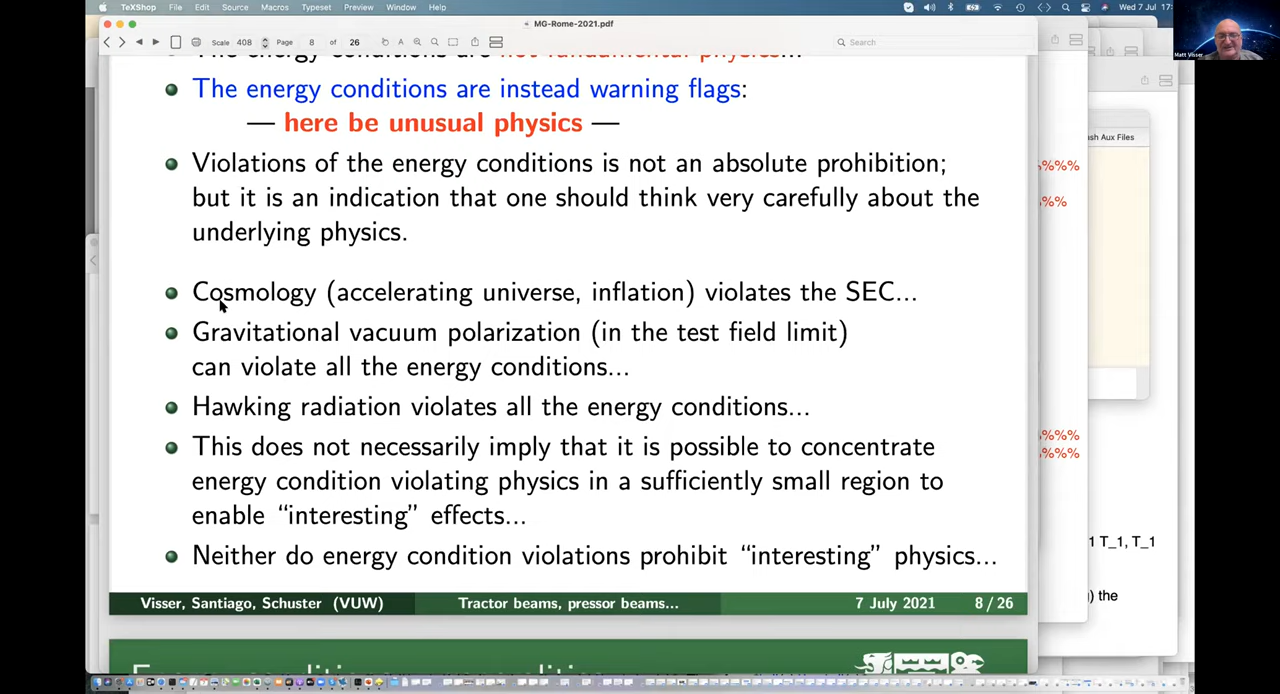 TeXShop File Edit Source Macros Typeset Preview Window Help Wed 7 Jul 17:
MG-Rome-2021.pdf
Scale 408 Page 8 of 26 Search
Matt Visser
The energy conditions are not fundamental physics...
The energy conditions are instead warning flags:
— here be unusual physics —
Violations of the energy conditions is not an absolute prohibition;
but it is an indication that one should think very carefully about the
underlying physics.
Cosmology (accelerating universe, inflation) violates the SEC...
Gravitational vacuum polarization (in the test field limit)
can violate all the energy conditions...
Hawking radiation violates all the energy conditions...
This does not necessarily imply that it is possible to concentrate
energy condition violating physics in a sufficiently small region to
enable “interesting” effects...
Neither do energy condition violations prohibit “interesting” physics...
Visser, Santiago, Schuster (VUW) Tractor beams, pressor beams... 7 July 2021 8 / 26
sh Aux Files
%%%%
%%%
%%%%
%%%%
1 T_1, T_1
) the